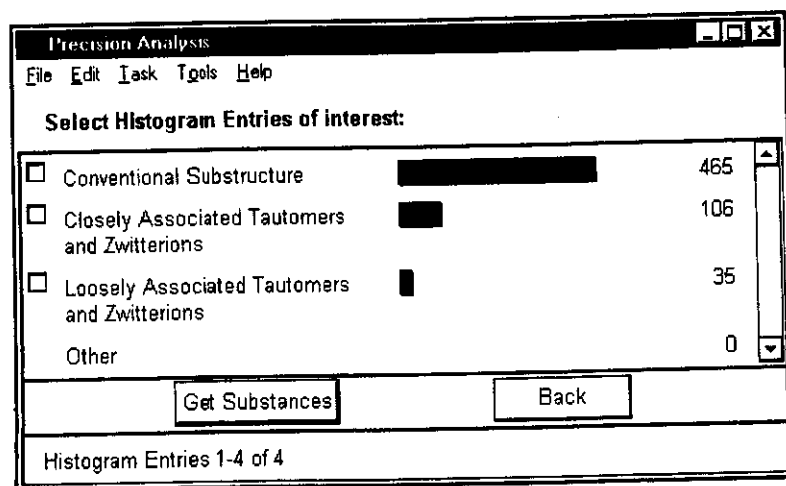 Precision Analysis
File Edit Task Tools Help
Select Histogram Entries of interest:
Conventional Substructure 465
Closely Associated Tautomers 106
and Zwitterions
Loosely Associated Tautomers 35
and Zwitterions
Other 0
Get Substances Back
Histogram Entries 1-4 of 4